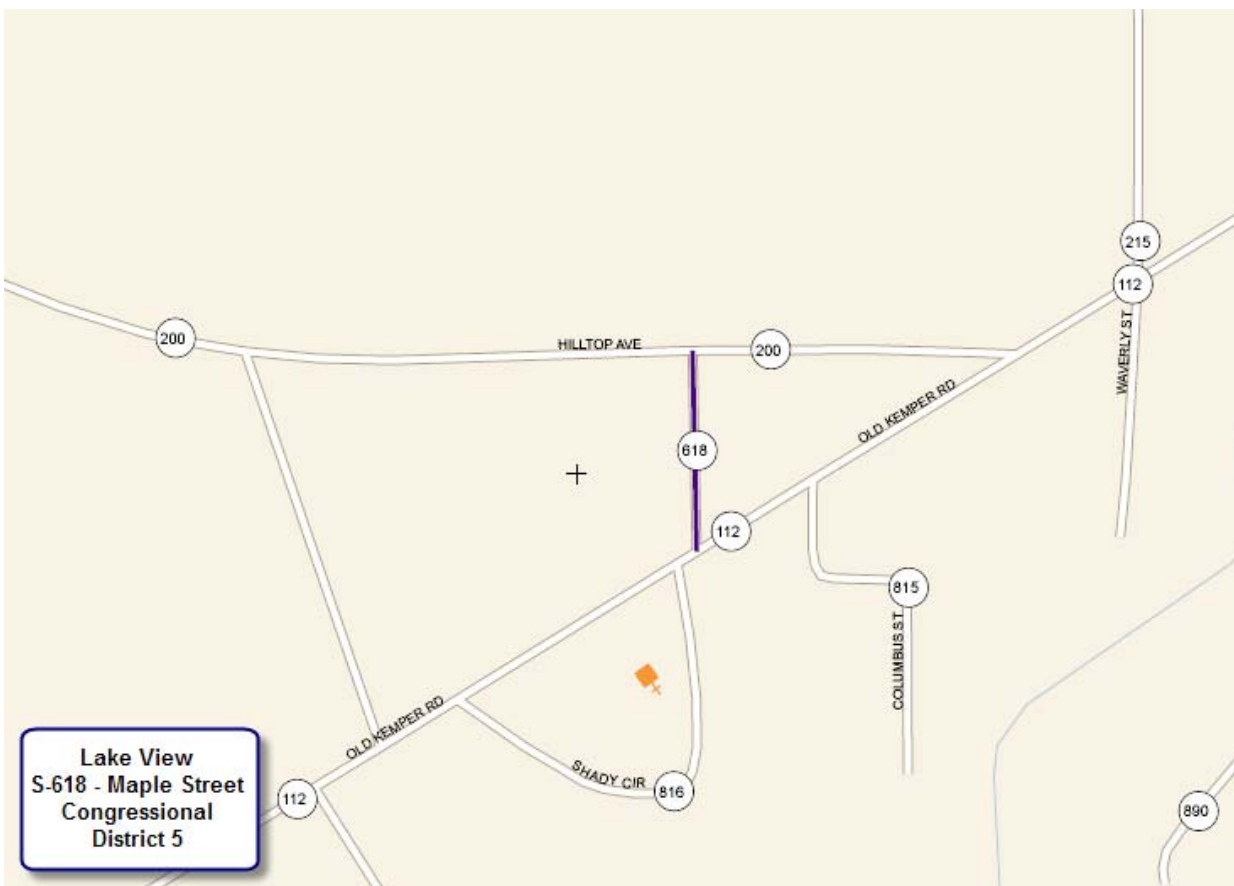 215
112
HILLTOP AVE
200
200
WAVERLY ST
OLD KEMPER RD
618
112
815
COLUMBUS ST
OLD KEMPER RD
SHADY CIR
816
112
890
Lake View
S-618 - Maple Street
Congressional
District 5